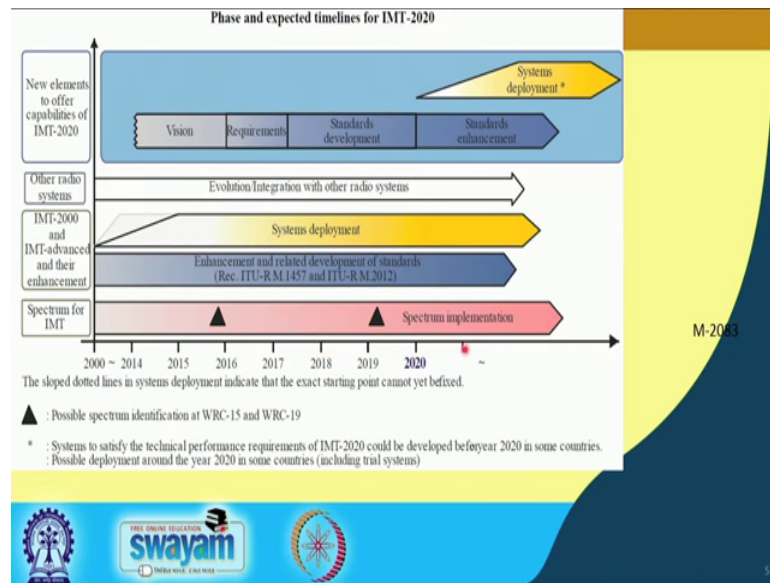 Phase and expected timelines for IMT-2020
New elements
to offer
capabilities of
IMT-2020
Systems
deployment *
Vision
Requirements
Standards
development
Standards
enhancement
Other radio
systems
Evolution/Integration with other radio systems
IMT-2000
and
IMT-advanced
and their
enhancement
Systems deployment
Enhancement and related development of standards
(Rec. ITU-R M.1457 and ITU-R M.2012)
Spectrum for
IMT
Spectrum implementation
M-2083
2000 ~ 2014 2015 2016 2017 2018 2019 2020 ~
The sloped dotted lines in systems deployment indicate that the exact starting point cannot yet befixed.
: Possible spectrum identification at WRC-15 and WRC-19
* : Systems to satisfy the technical performance requirements of IMT-2020 could be developed before year 2020 in some countries.
: Possible deployment around the year 2020 in some countries (including trial systems)
FREE ONLINE EDUCATION
swayam
5